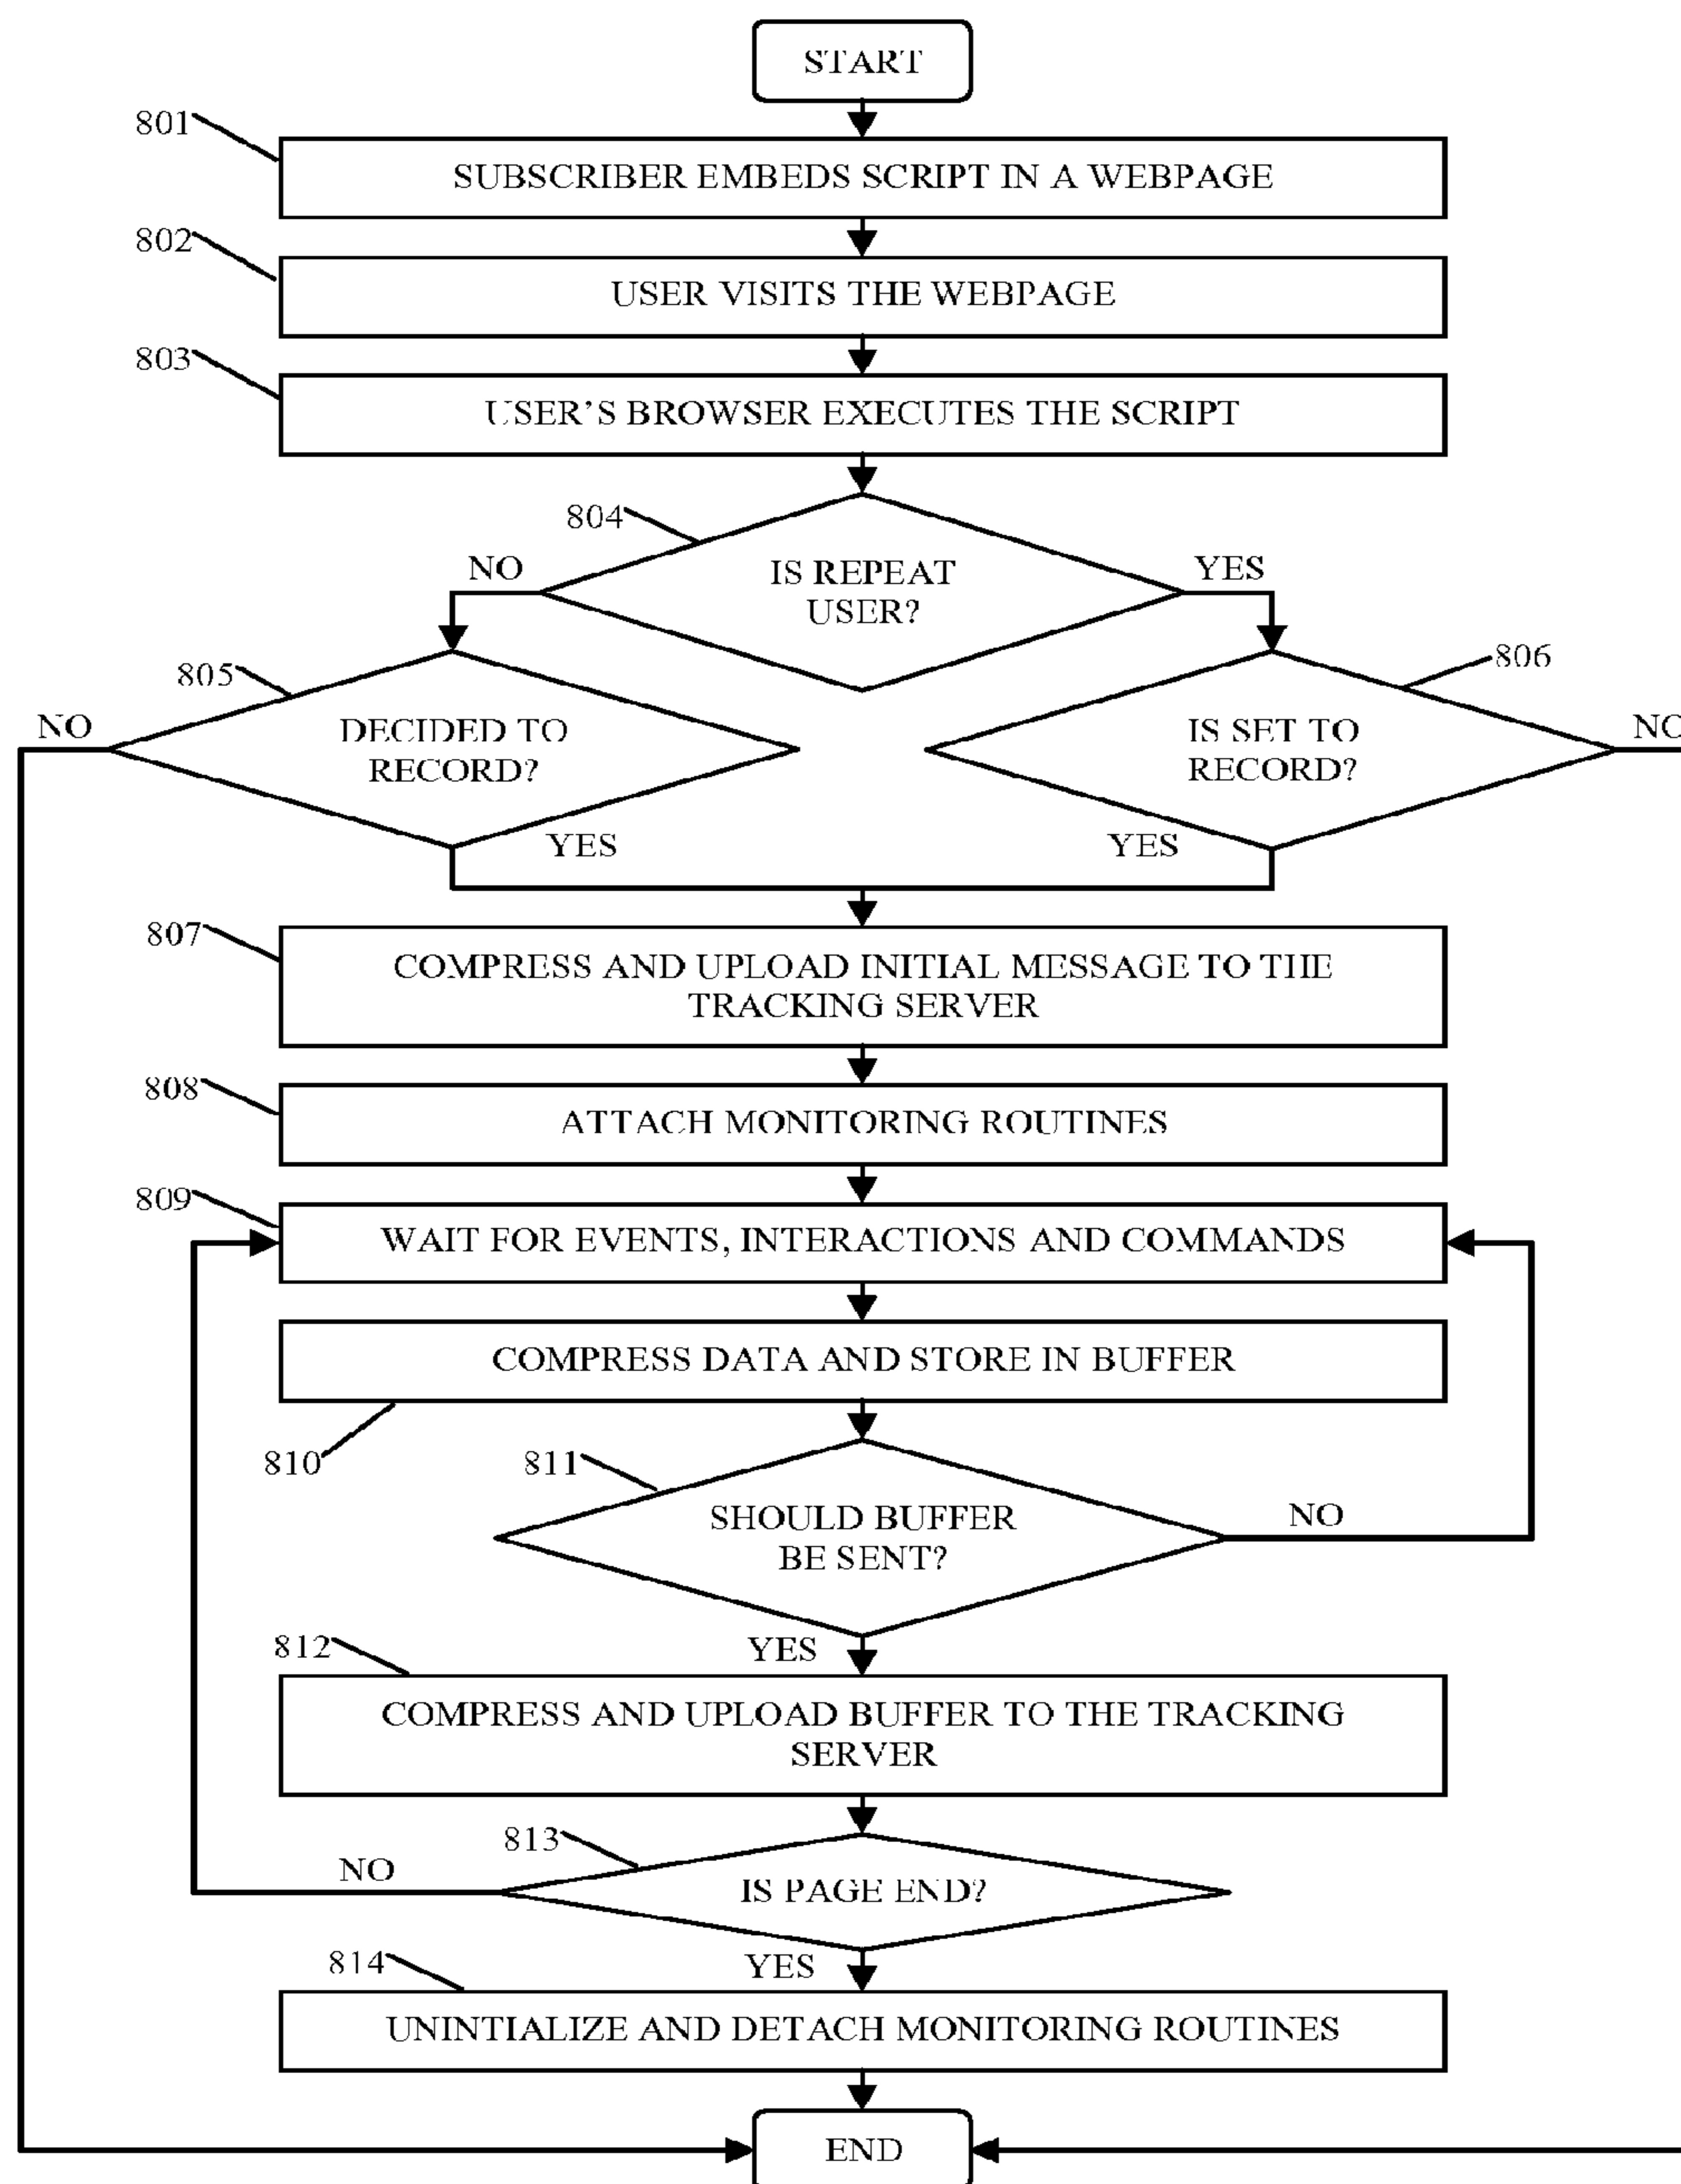 START
801
SUBSCRIBER EMBEDS SCRIPT IN A WEBPAGE
802
USER VISITS THE WEBPAGE
803
USER'S BROWSER EXECUTES THE SCRIPT
804
NO
IS REPEAT
USER?
YES
805
806
NO
DECIDED TO
RECORD?
IS SET TO
RECORD?
NO
YES
YES
807
COMPRESS AND UPLOAD INITIAL MESSAGE TO THE
TRACKING SERVER
808
ATTACH MONITORING ROUTINES
809
WAIT FOR EVENTS, INTERACTIONS AND COMMANDS
COMPRESS DATA AND STORE IN BUFFER
810
811
SHOULD BUFFER
BE SENT?
NO
YES
812
COMPRESS AND UPLOAD BUFFER TO THE TRACKING
SERVER
813
NO
IS PAGE END?
YES
814
UNINTIALIZE AND DETACH MONITORING ROUTINES
END